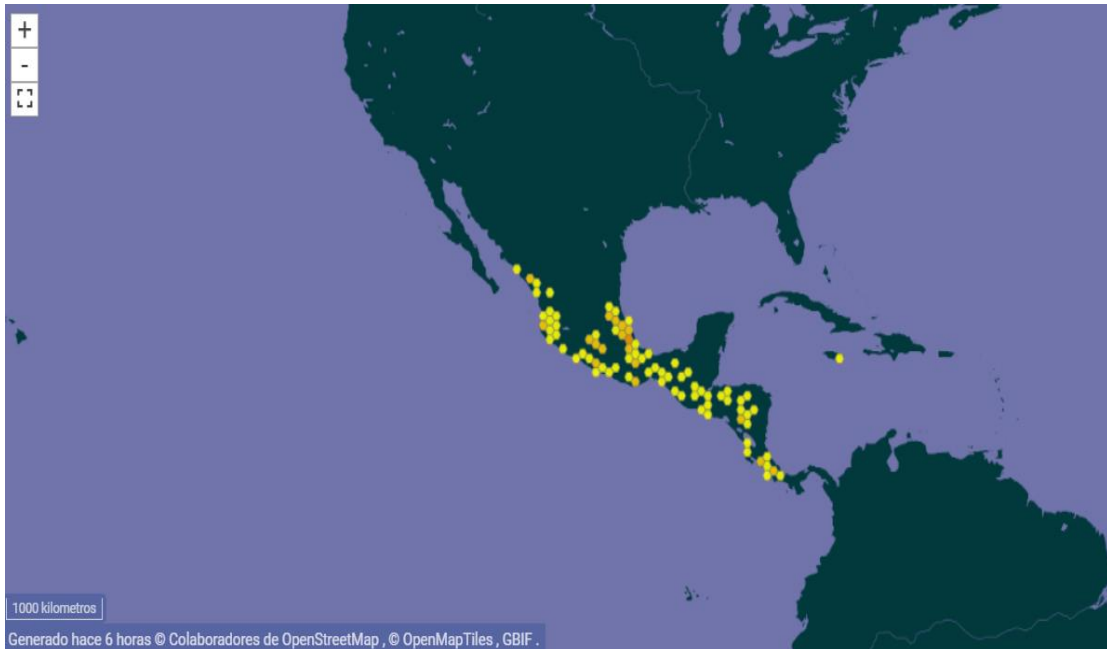 +
-
1000 kilometros
Generado hace 6 horas © Colaboradores de OpenStreetMap , © OpenMapTiles , GBIF .